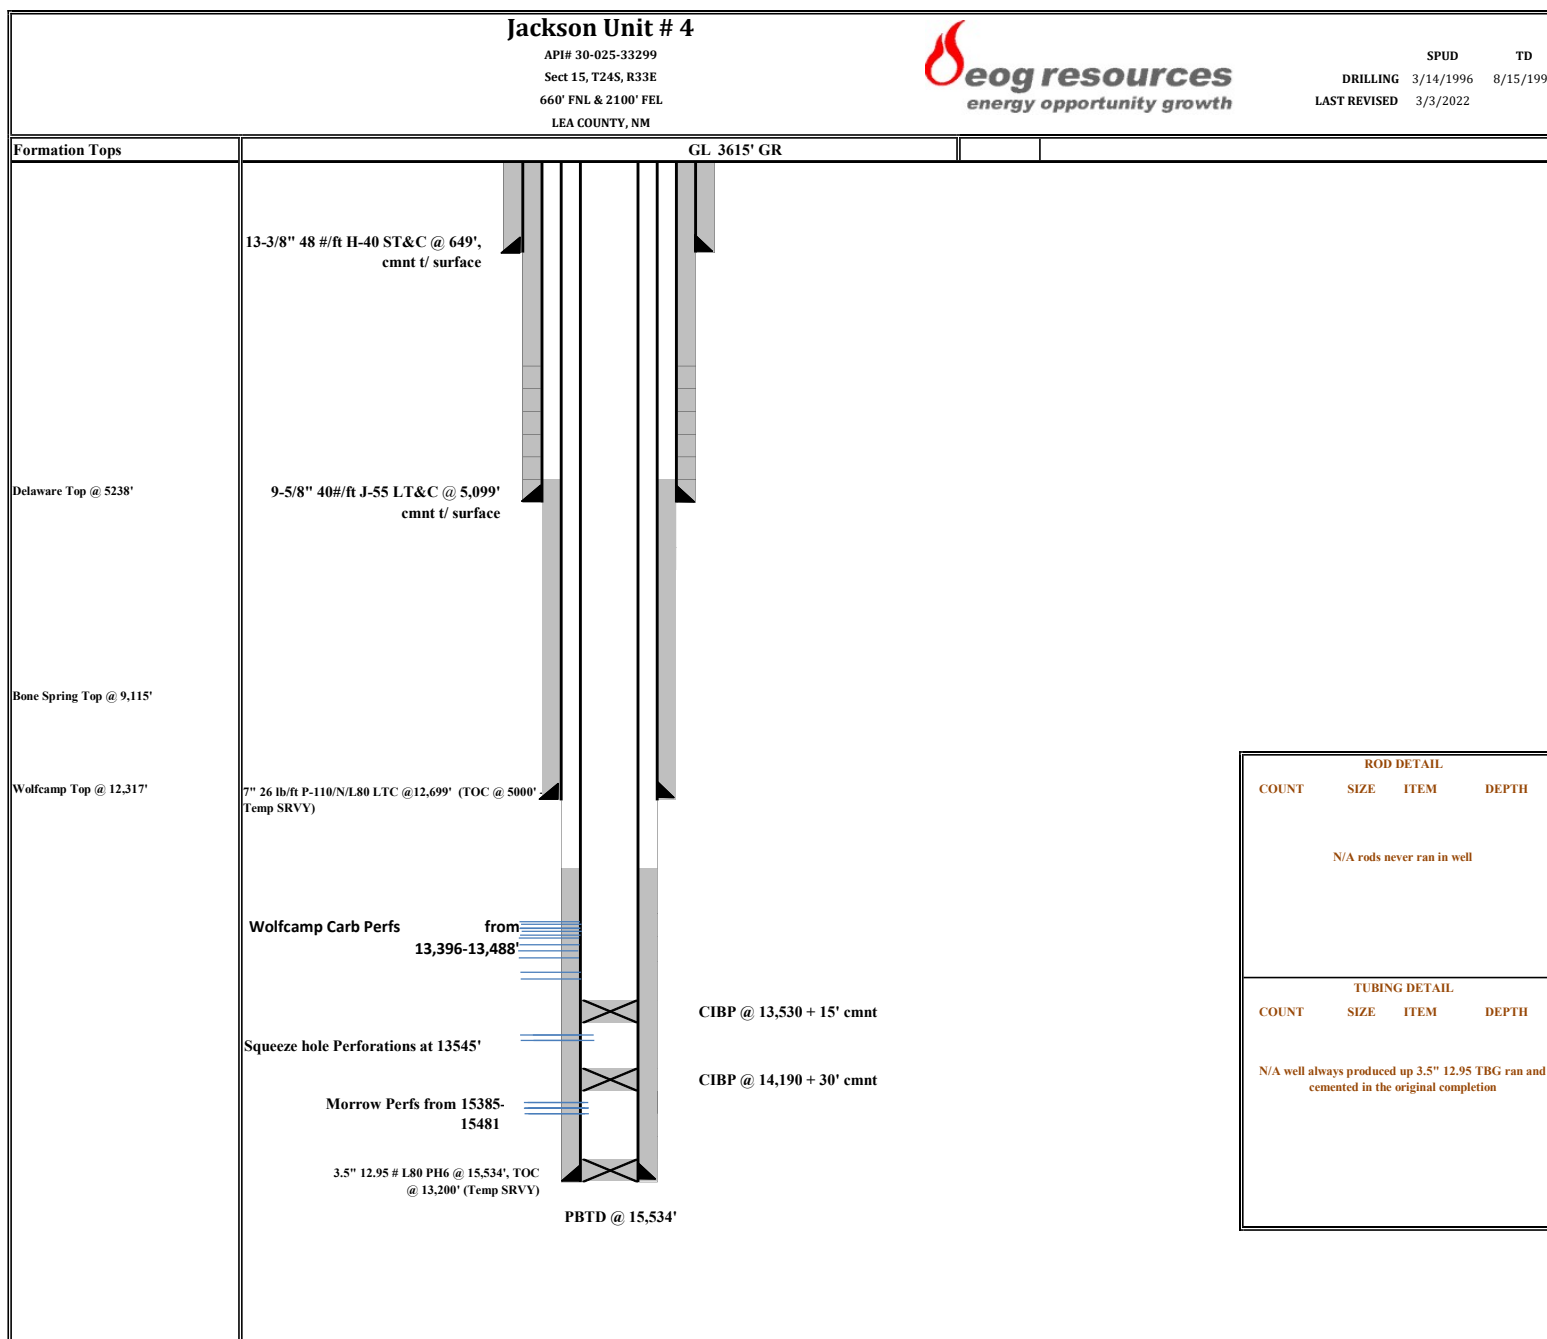 Jackson Unit # 4
API# 30-025-33299
Sect 15, T24S, R33E
660' FNL & 2100' FEL
LEA COUNTY, NM
eog resources
energy opportunity growth
SPUD TD
DRILLING 3/14/1996 8/15/199
LAST REVISED 3/3/2022
Formation Tops
GL 3615' GR
13-3/8" 48 #/ft H-40 ST&C @ 649',
cmnt t/ surface
Delaware Top @ 5238'
9-5/8" 40#/ft J-55 LT&C @ 5,099'
cmnt t/ surface
Bone Spring Top @ 9,115'
Wolfcamp Top @ 12,317'
7" 26 lb/ft P-110/N/L80 LTC @12,699' (TOC @ 5000' -
Temp SRVY)
Wolfcamp Carb Perfs from
13,396-13,488'
CIBP @ 13,530 + 15' cmnt
Squeeze hole Perforations at 13545'
CIBP @ 14,190 + 30' cmnt
Morrow Perfs from 15385-
15481
3.5" 12.95 # L80 PH6 @ 15,534', TOC
@ 13,200' (Temp SRVY)
PBTD @ 15,534'
ROD DETAIL
COUNT SIZE ITEM DEPTH
N/A rods never ran in well
TUBING DETAIL
COUNT SIZE ITEM DEPTH
N/A well always produced up 3.5" 12.95 TBG ran and
cemented in the original completion